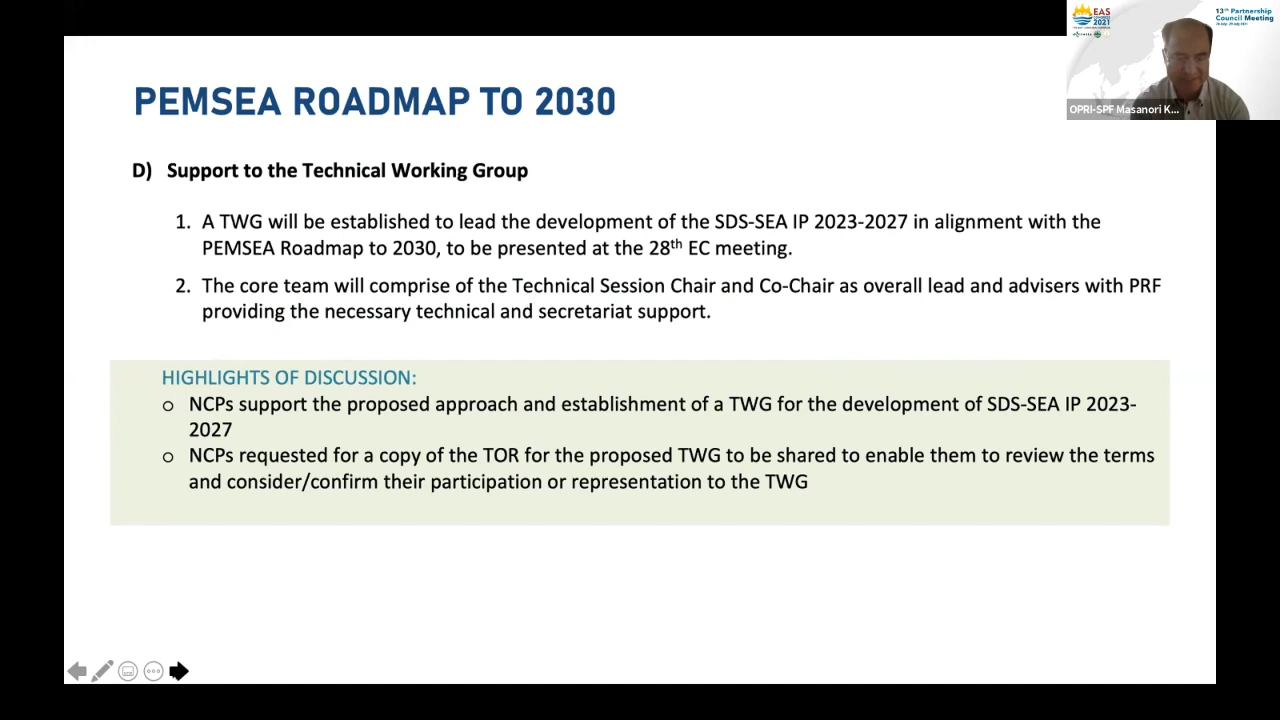 EAS
CONGRESS
2021
13th Partnership
Council Meeting
OPRI-SPF Masanori K...
PEMSEA ROADMAP TO 2030
D) Support to the Technical Working Group
1. A TWG will be established to lead the development of the SDS-SEA IP 2023-2027 in alignment with the
PEMSEA Roadmap to 2030, to be presented at the 28th EC meeting.
2. The core team will comprise of the Technical Session Chair and Co-Chair as overall lead and advisers with PRF
providing the necessary technical and secretariat support.
HIGHLIGHTS OF DISCUSSION:
o NCPs support the proposed approach and establishment of a TWG for the development of SDS-SEA IP 2023-
2027
o NCPs requested for a copy of the TOR for the proposed TWG to be shared to enable them to review the terms
and consider/confirm their participation or representation to the TWG